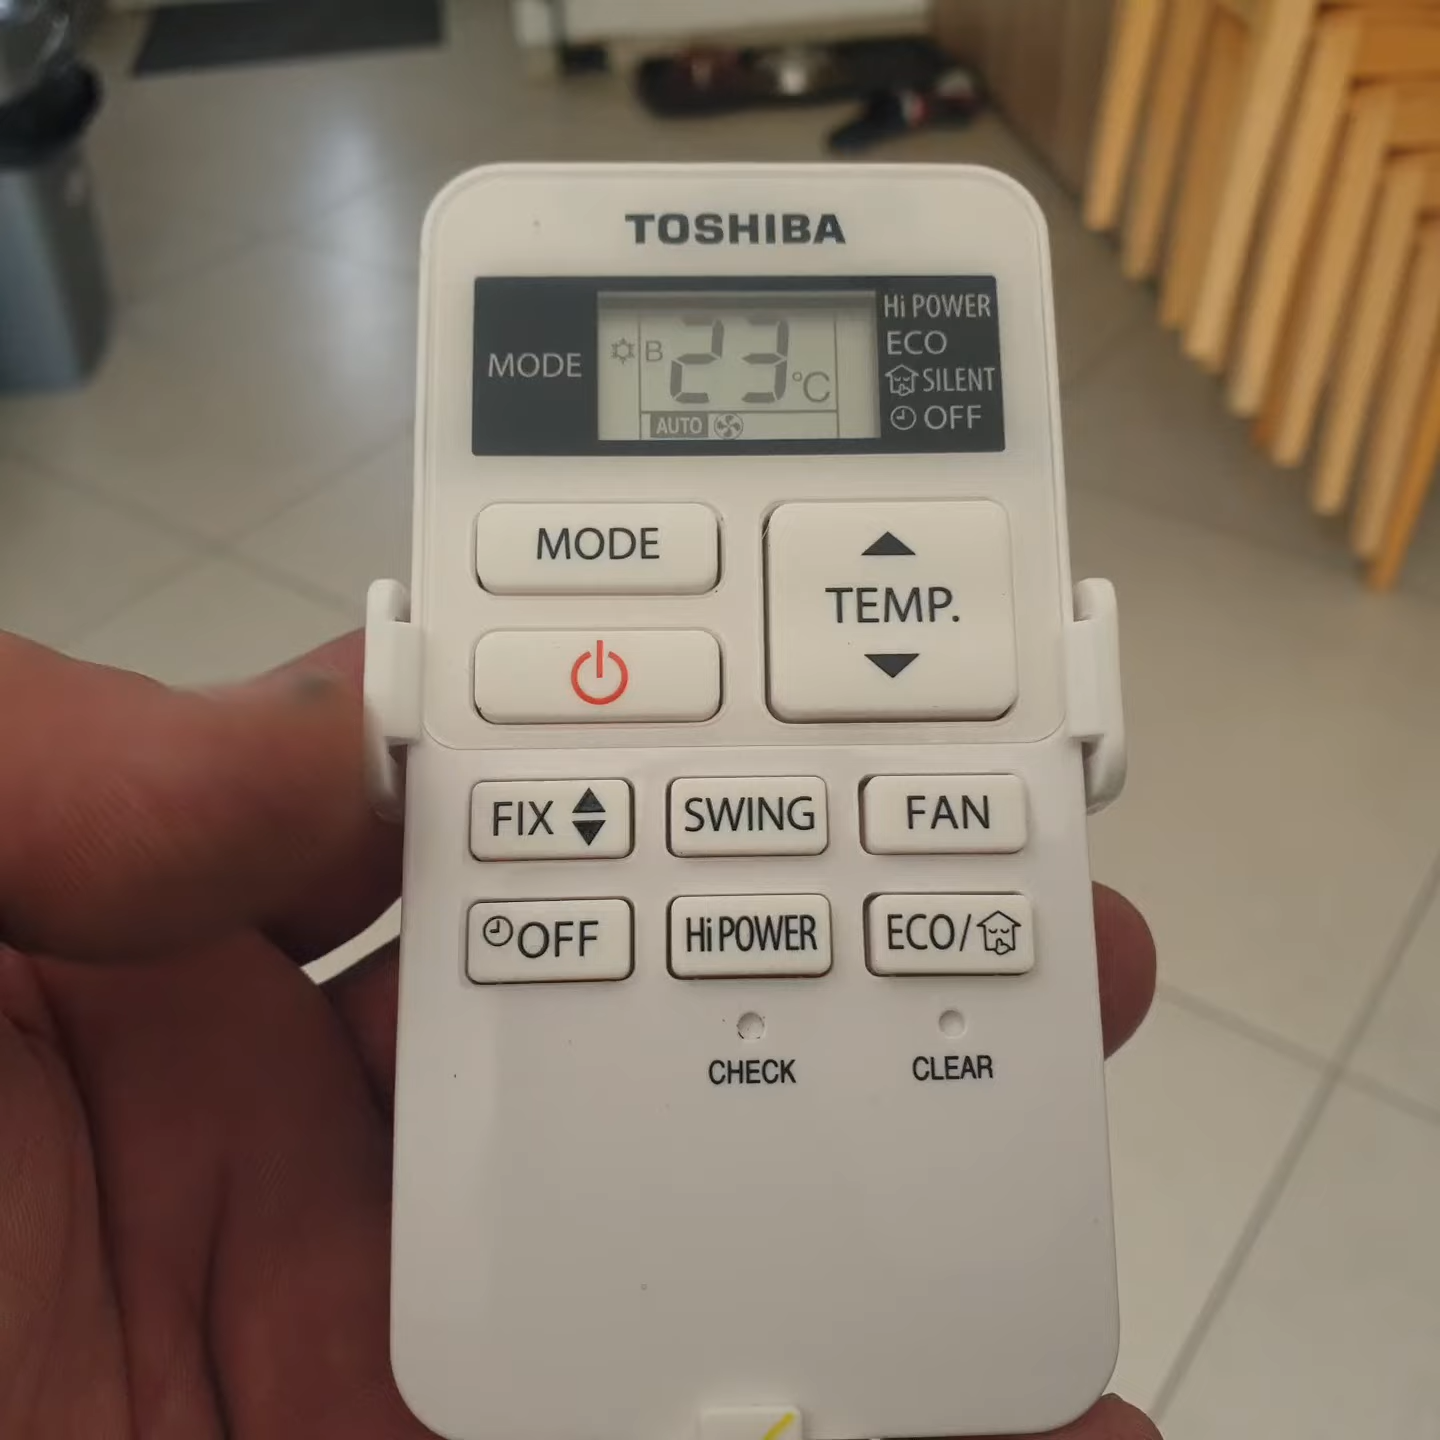 TOSHIBA
MODE
B 23 °C
AUTO
Hi POWER
ECO
SILENT
OFF
MODE
TEMP.
FIX
SWING
FAN
OFF
Hi POWER
ECO/
CHECK
CLEAR